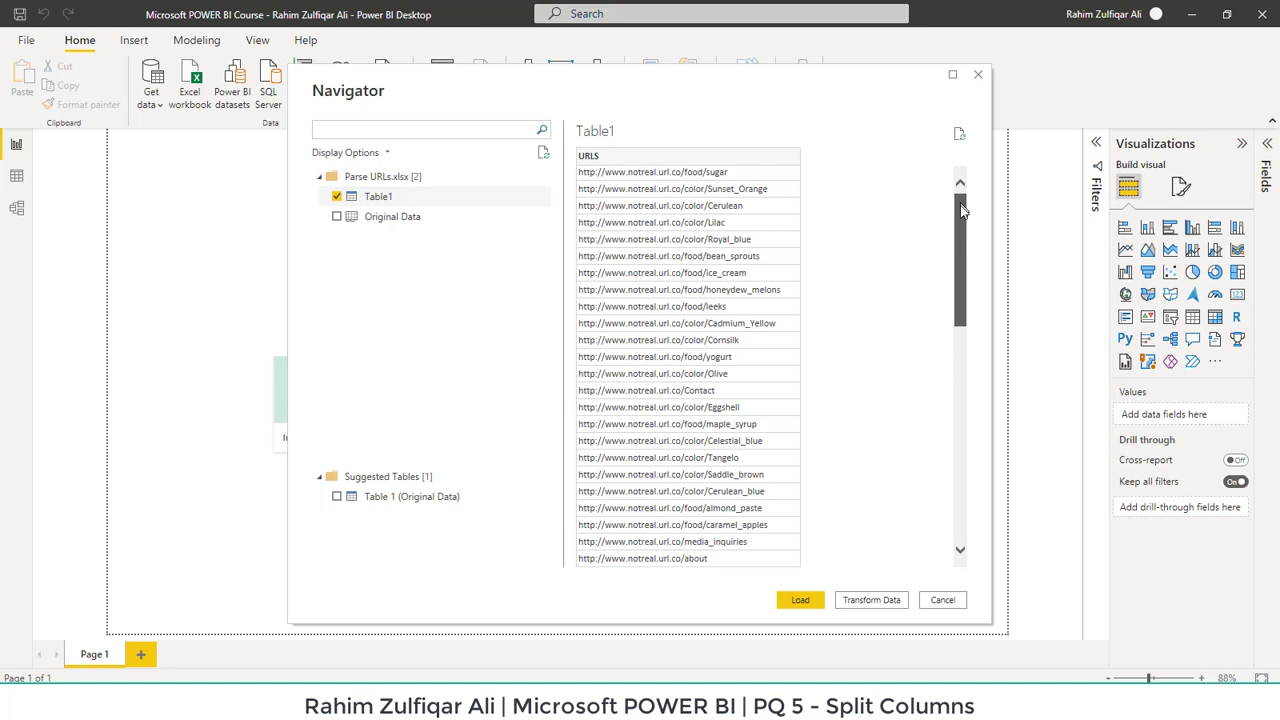 Microsoft POWER BI Course - Rahim Zulfiqar Ali - Power BI Desktop
Search
Rahim Zulfiqar Ali
File
Home
Insert
Modeling
View
Help
Paste
Cut
Copy
Format painter
Clipboard
Get data
Excel workbook
Power BI datasets
SQL Server
Data
Navigator
Display Options
Parse URLs.xlsx [2]
Table1
Original Data
Suggested Tables [1]
Table 1 (Original Data)
Table1
URLS
http://www.notreal.url.co/food/sugar
http://www.notreal.url.co/color/Sunset_Orange
http://www.notreal.url.co/color/Cerulean
http://www.notreal.url.co/color/Lilac
http://www.notreal.url.co/color/Royal_blue
http://www.notreal.url.co/food/bean_sprouts
http://www.notreal.url.co/food/ice_cream
http://www.notreal.url.co/food/honeydew_melons
http://www.notreal.url.co/food/leeks
http://www.notreal.url.co/color/Cadmium_Yellow
http://www.notreal.url.co/color/Cornsilk
http://www.notreal.url.co/food/yogurt
http://www.notreal.url.co/color/Olive
http://www.notreal.url.co/Contact
http://www.notreal.url.co/color/Eggshell
http://www.notreal.url.co/food/maple_syrup
http://www.notreal.url.co/color/Celestial_blue
http://www.notreal.url.co/color/Tangelo
http://www.notreal.url.co/color/Saddle_brown
http://www.notreal.url.co/color/Cerulean_blue
http://www.notreal.url.co/food/almond_paste
http://www.notreal.url.co/food/caramel_apples
http://www.notreal.url.co/media_inquiries
http://www.notreal.url.co/about
Load
Transform Data
Cancel
Filters
Visualizations
Build visual
123
R
Py
Values
Add data fields here
Drill through
Cross-report
Off
Keep all filters
On
Add drill-through fields here
Fields
Page 1
Page 1 of 1
88%
Rahim Zulfiqar Ali | Microsoft POWER BI | PQ 5 - Split Columns